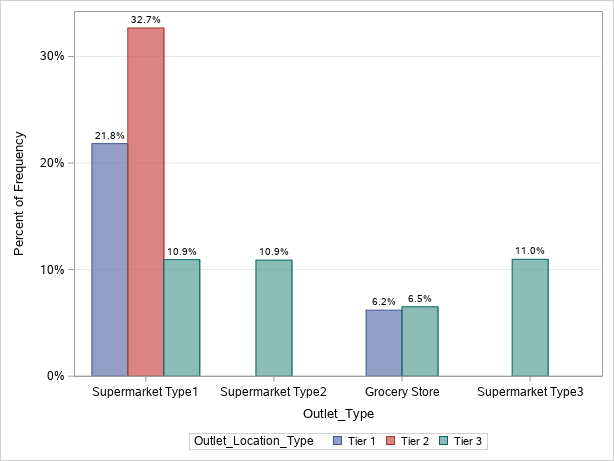 32.7%
30%
21.8%
20%
10.9%
10.9%
11.0%
10%
6.2%
6.5%
0%
Percent of Frequency
Supermarket Type1
Supermarket Type2
Grocery Store
Supermarket Type3
Outlet_Type
Outlet_Location_Type Tier 1 Tier 2 Tier 3